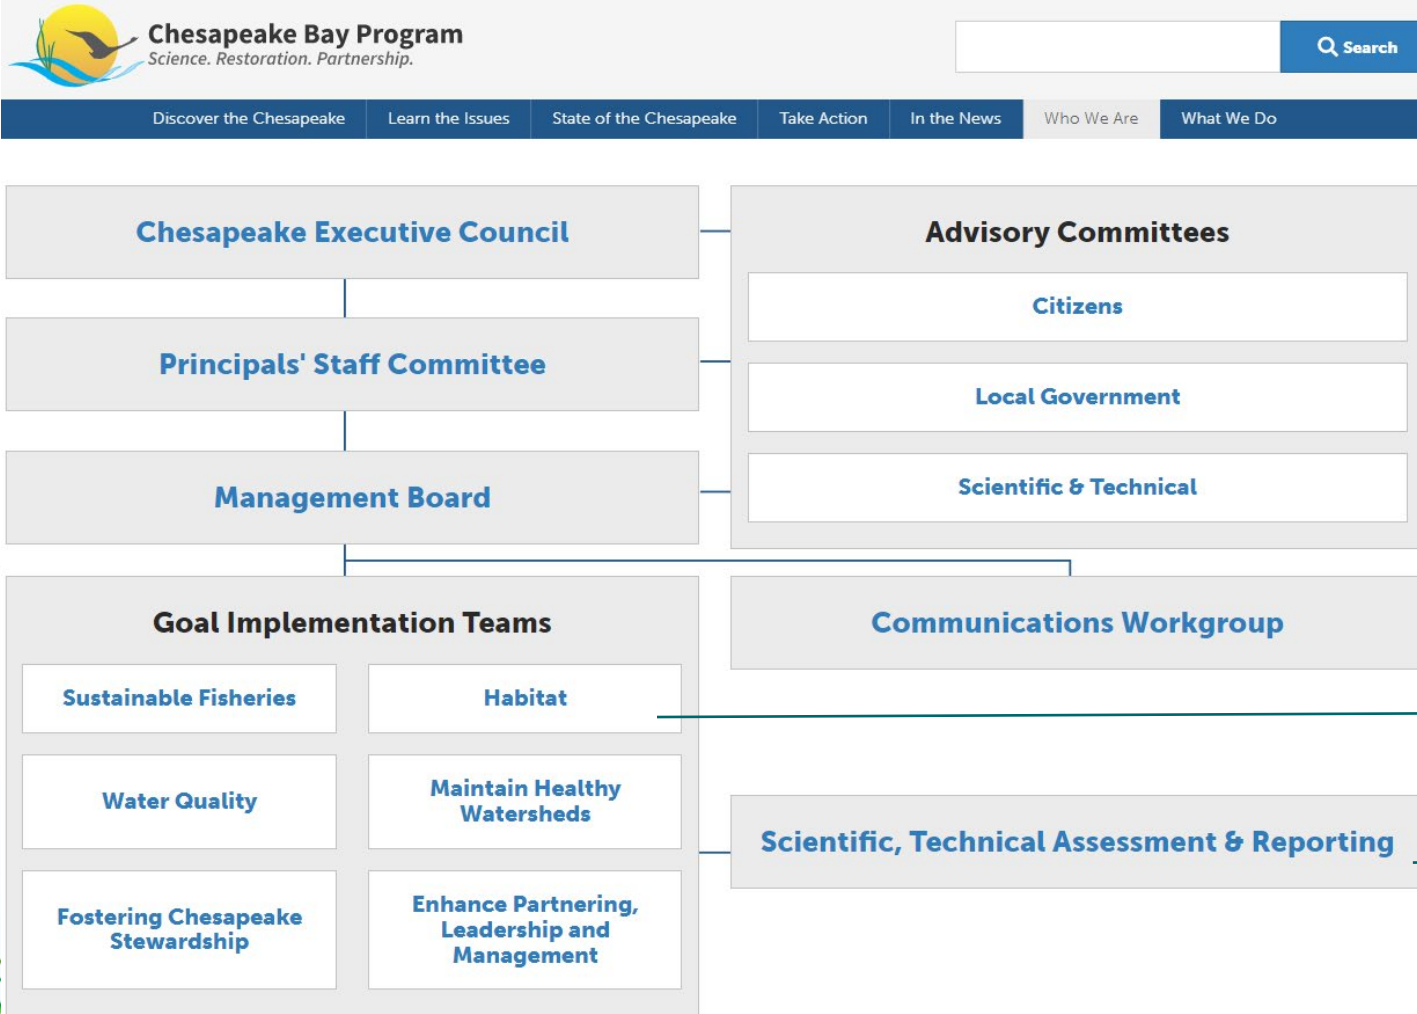 Chesapeake Bay Program
Science. Restoration. Partnership.
Search
Discover the Chesapeake
Learn the Issues
State of the Chesapeake
Take Action
In the News
Who We Are
What We Do
Chesapeake Executive Council
Principals' Staff Committee
Management Board
Advisory Committees
Citizens
Local Government
Scientific & Technical
Goal Implementation Teams
Sustainable Fisheries
Habitat
Water Quality
Maintain Healthy
Watersheds
Fostering Chesapeake
Stewardship
Enhance Partnering,
Leadership and
Management
Communications Workgroup
Scientific, Technical Assessment & Reporting